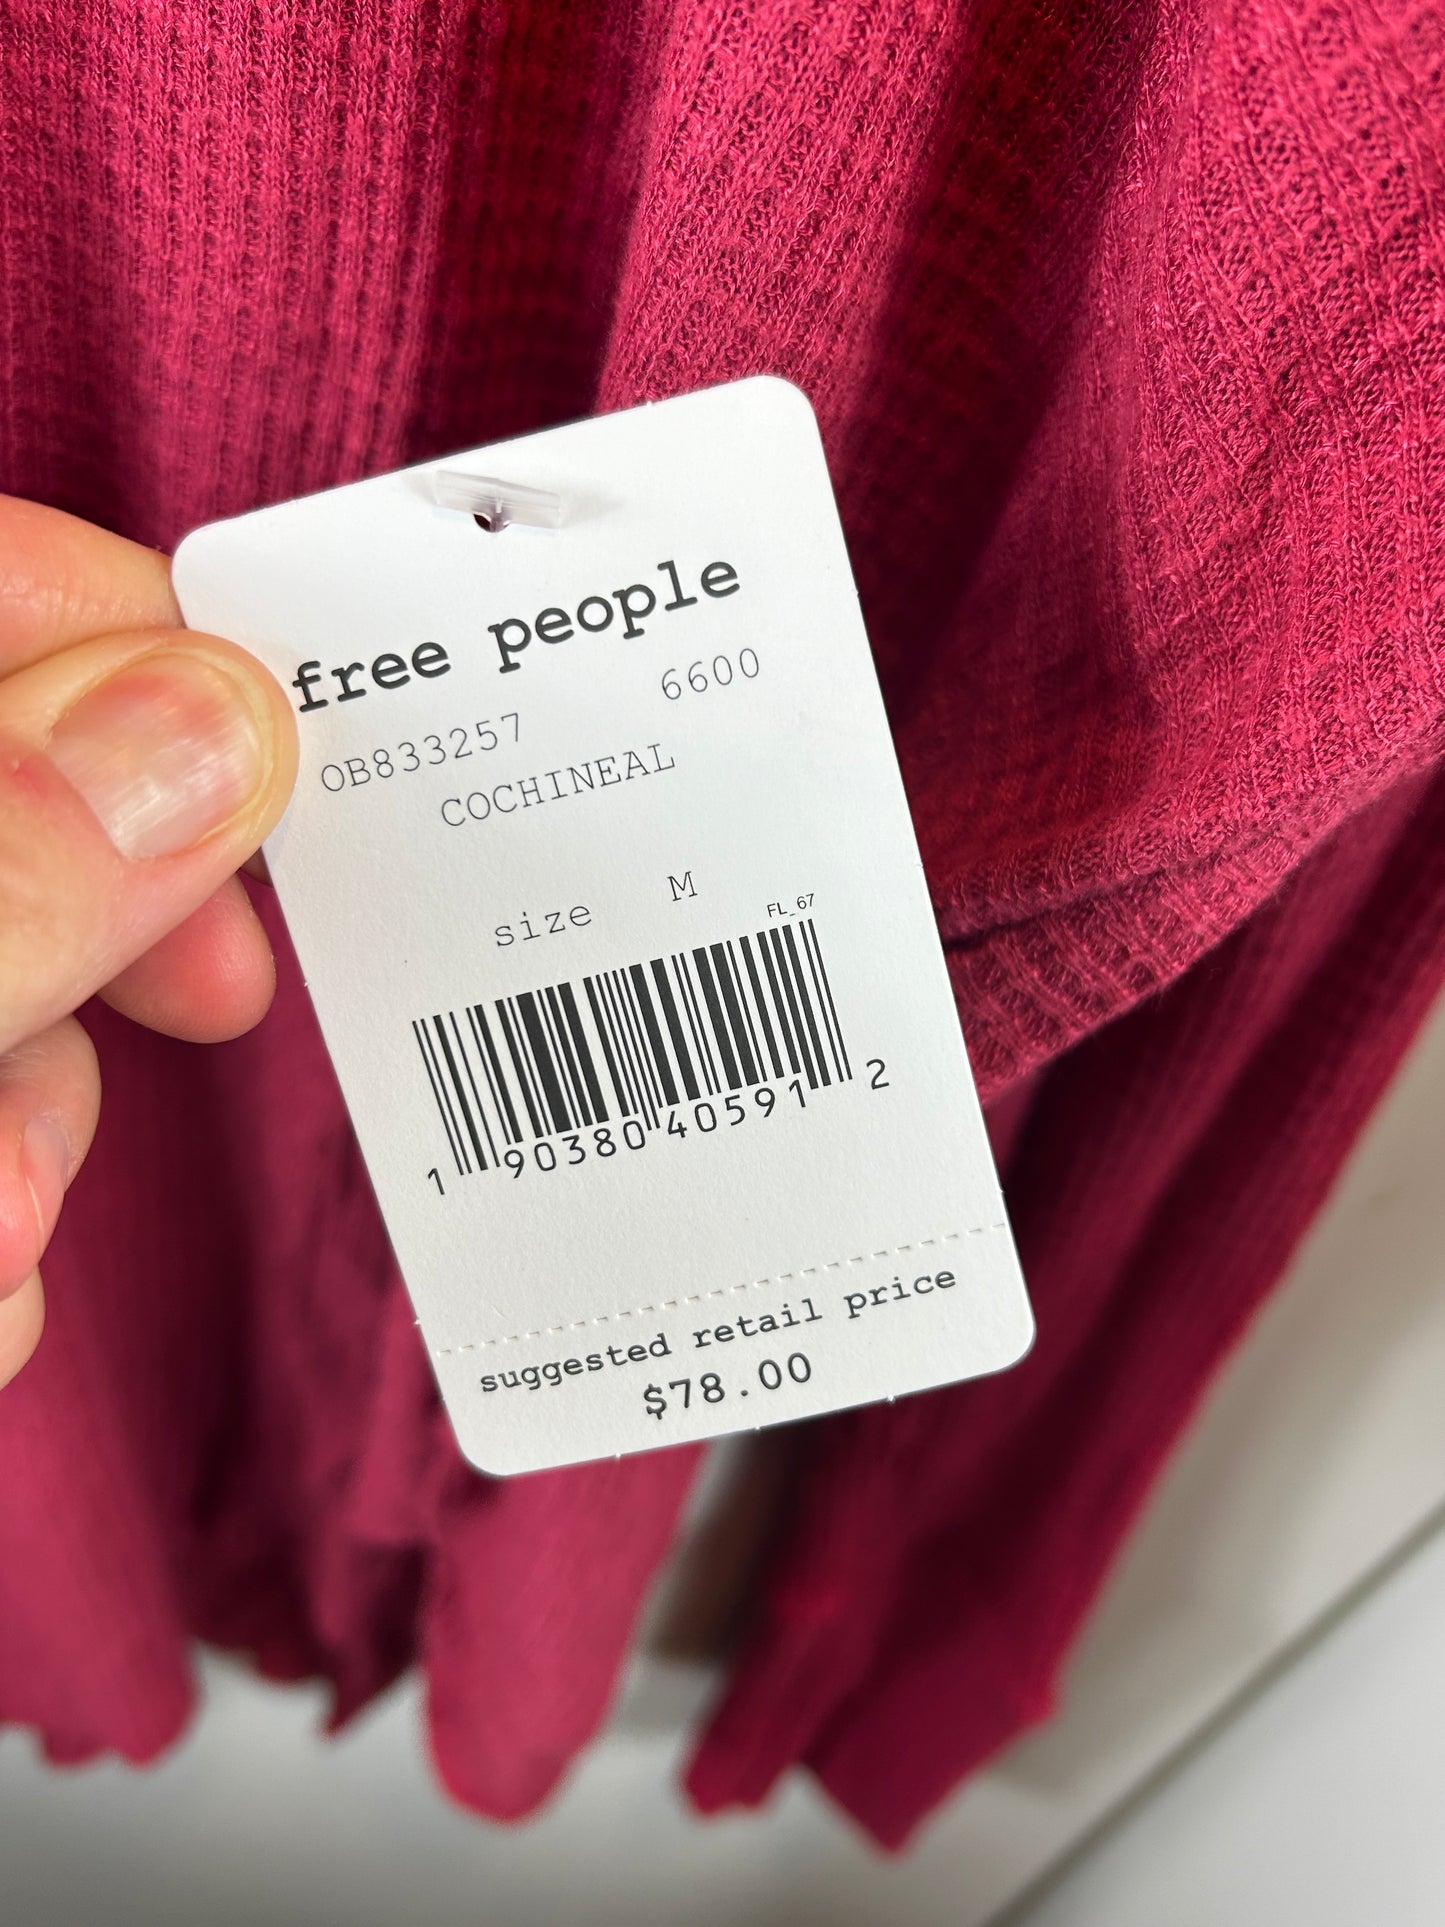 free people
OB833257 6600
COCHINEAL
size M
FL_67
1 90380 40591 2
suggested retail price
$78.00